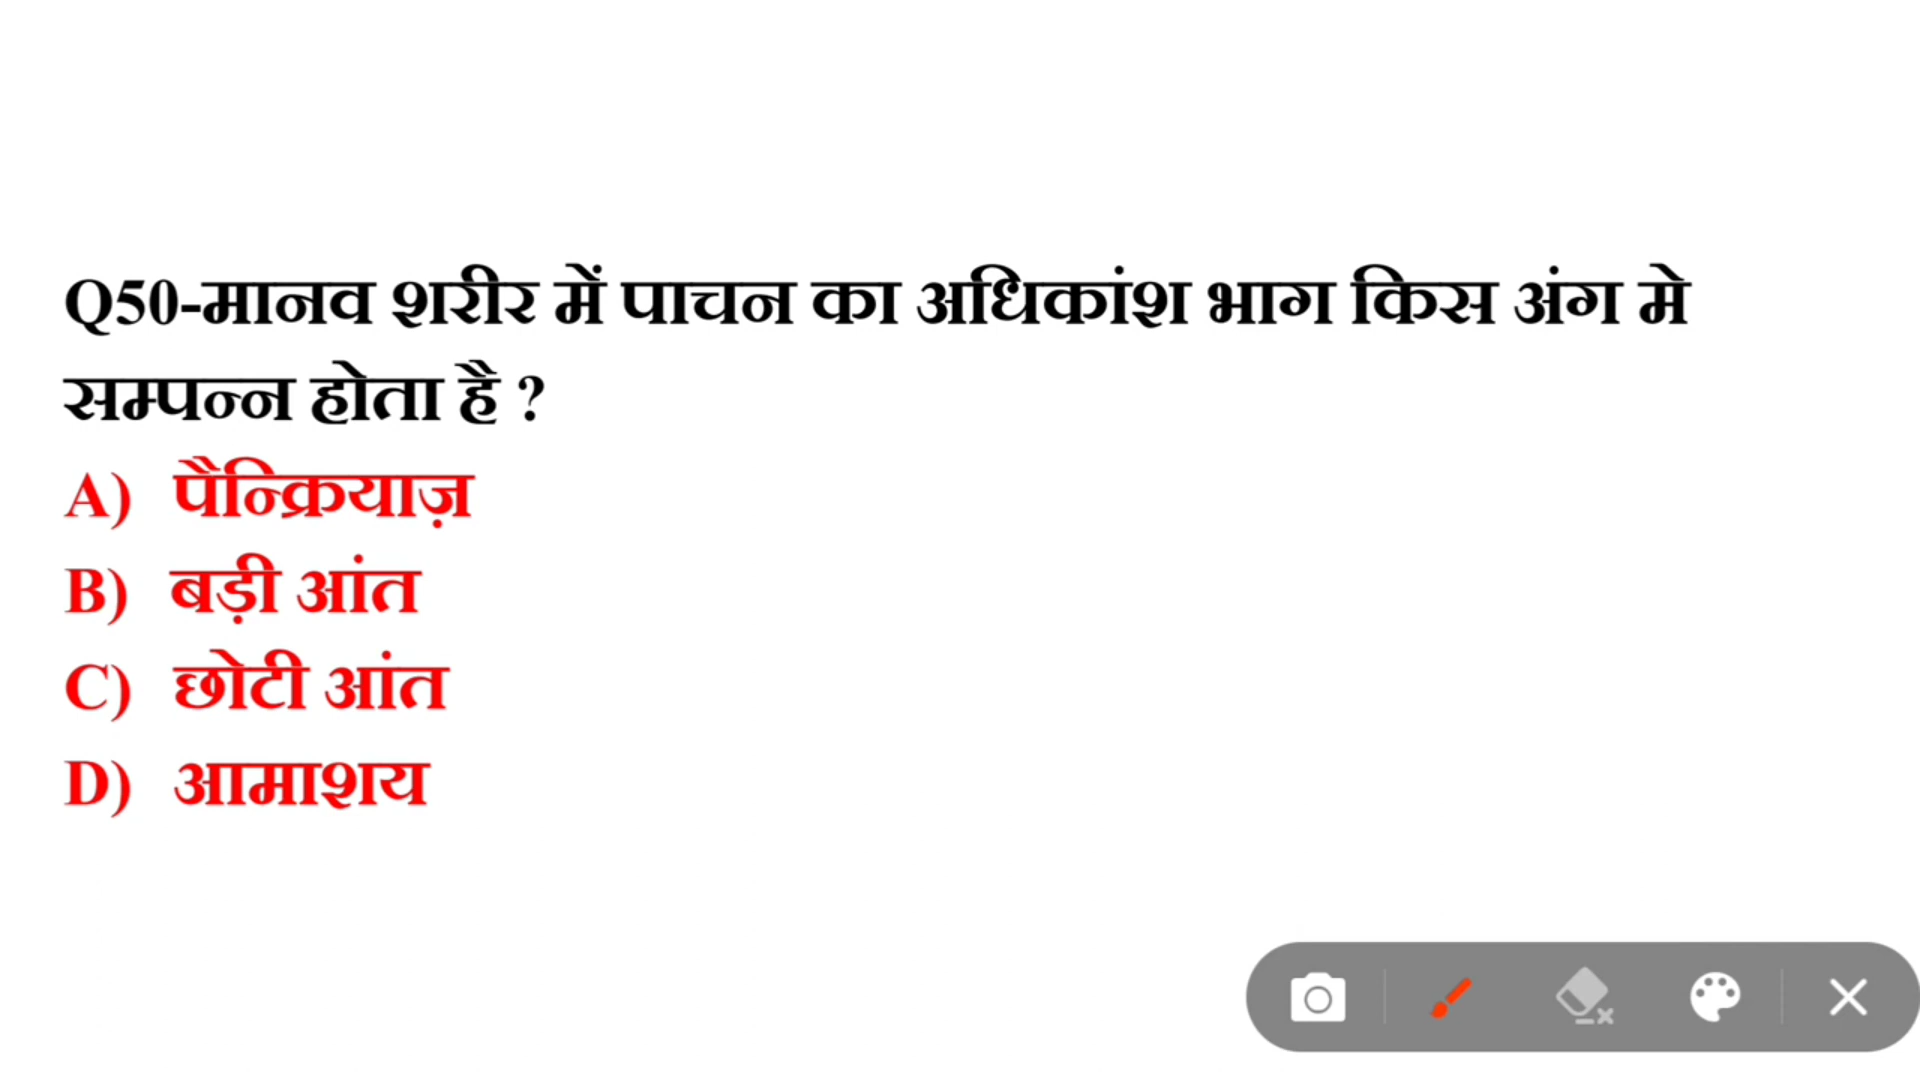 Q50-मानव शरीर में पाचन का अधिकांश भाग किस अंग मे
सम्पन्न होता है ?
A) पैन्क्रियाज़
B) बड़ी आंत
C) छोटी आंत
D) आमाशय